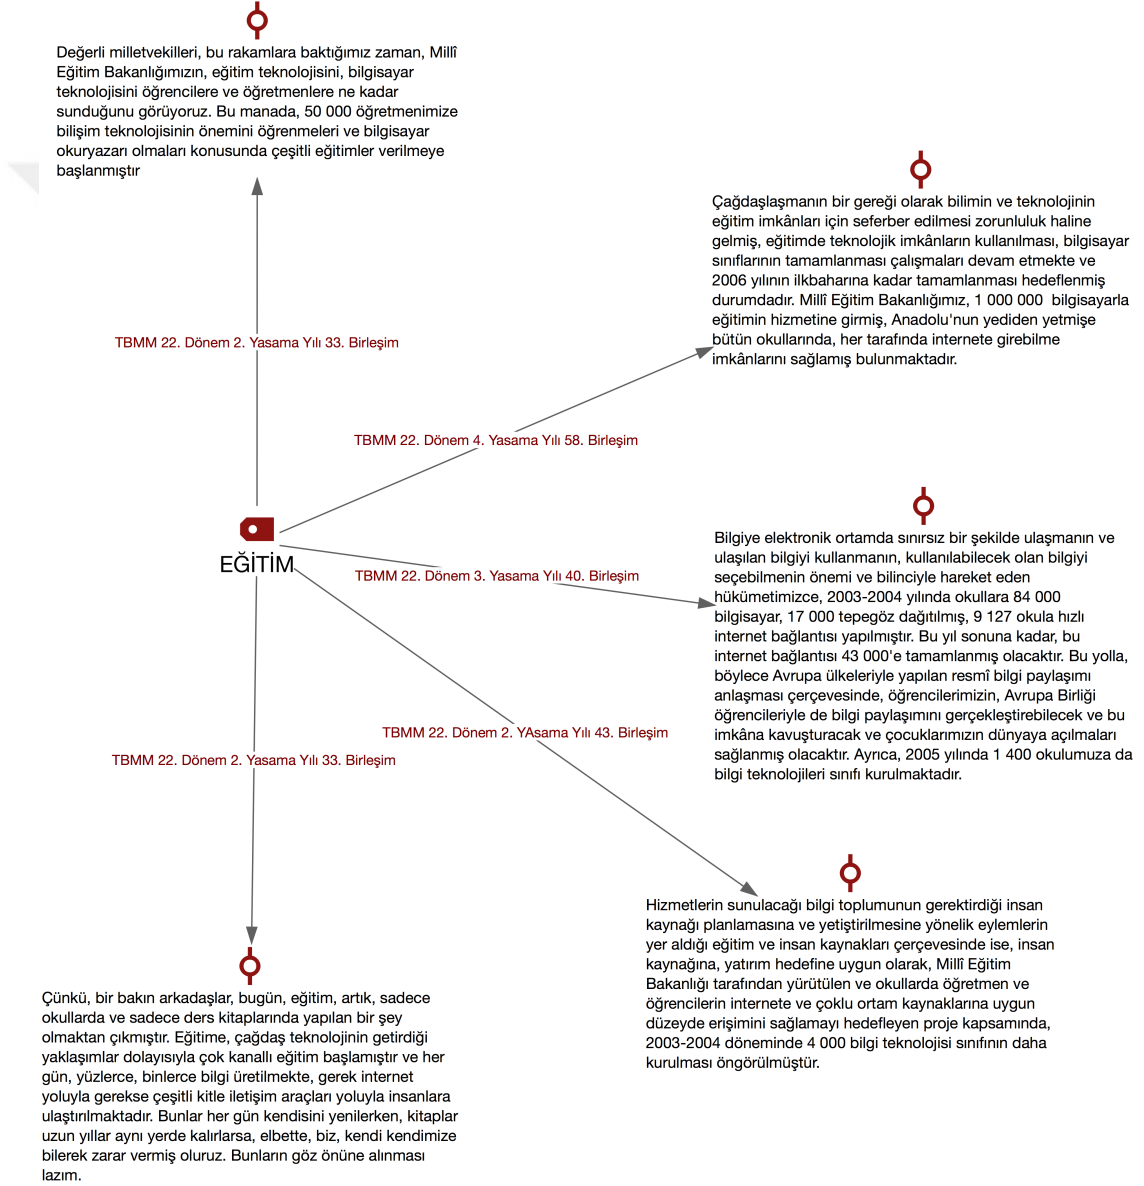 Değerli milletvekilleri, bu rakamlara baktığımız zaman, Millî
Eğitim Bakanlığımızın, eğitim teknolojisini, bilgisayar
teknolojisini öğrencilere ve öğretmenlere ne kadar
sunduğunu görüyoruz. Bu manada, 50 000 öğretmenimize
bilişim teknolojisinin önemini öğrenmeleri ve bilgisayar
okuryazarı olmaları konusunda çeşitli eğitimler verilmeye
başlanmıştır
Çağdaşlaşmanın bir gereği olarak bilimin ve teknolojinin
eğitim imkânları için seferber edilmesi zorunluluk haline
gelmiş, eğitimde teknolojik imkânların kullanılması, bilgisayar
sınıflarının tamamlanması çalışmaları devam etmekte ve
2006 yılının ilkbaharına kadar tamamlanması hedeflenmiş
durumdadır. Millî Eğitim Bakanlığımız, 1 000 000  bilgisayarla
eğitimin hizmetine girmiş, Anadolu'nun yediden yetmişe
bütün okullarında, her tarafında internete girebilme
imkânlarını sağlamış bulunmaktadır.
TBMM 22. Dönem 2. Yasama Yılı 33. Birleşim
TBMM 22. Dönem 4. Yasama Yılı 58. Birleşim
EĞİTİM
TBMM 22. Dönem 3. Yasama Yılı 40. Birleşim
Bilgiye elektronik ortamda sınırsız bir şekilde ulaşmanın ve
ulaşılan bilgiyi kullanmanın, kullanılabilecek olan bilgiyi
seçebilmenin önemi ve bilinciyle hareket eden
hükümetimizce, 2003-2004 yılında okullara 84 000
bilgisayar, 17 000 tepegöz dağıtılmış, 9 127 okula hızlı
internet bağlantısı yapılmıştır. Bu yıl sonuna kadar, bu
internet bağlantısı 43 000'e tamamlanmış olacaktır. Bu yolla,
böylece Avrupa ülkeleriyle yapılan resmî bilgi paylaşımı
anlaşması çerçevesinde, öğrencilerimizin, Avrupa Birliği
öğrencileriyle de bilgi paylaşımını gerçekleştirebilecek ve bu
imkâna kavuşturacak ve çocuklarımızın dünyaya açılmaları
sağlanmış olacaktır. Ayrıca, 2005 yılında 1 400 okulumuza da
bilgi teknolojileri sınıfı kurulmaktadır.
TBMM 22. Dönem 2. YAsama Yılı 43. Birleşim
TBMM 22. Dönem 2. Yasama Yılı 33. Birleşim
Hizmetlerin sunulacağı bilgi toplumunun gerektirdiği insan
kaynağı planlamasına ve yetiştirilmesine yönelik eylemlerin
yer aldığı eğitim ve insan kaynakları çerçevesinde ise, insan
kaynağına, yatırım hedefine uygun olarak, Millî Eğitim
Bakanlığı tarafından yürütülen ve okullarda öğretmen ve
öğrencilerin internete ve çoklu ortam kaynaklarına uygun
düzeyde erişimini sağlamayı hedefleyen proje kapsamında,
2003-2004 döneminde 4 000 bilgi teknolojisi sınıfının daha
kurulması öngörülmüştür.
Çünkü, bir bakın arkadaşlar, bugün, eğitim, artık, sadece
okullarda ve sadece ders kitaplarında yapılan bir şey
olmaktan çıkmıştır. Eğitime, çağdaş teknolojinin getirdiği
yaklaşımlar dolayısıyla çok kanallı eğitim başlamıştır ve her
gün, yüzlerce, binlerce bilgi üretilmekte, gerek internet
yoluyla gerekse çeşitli kitle iletişim araçları yoluyla insanlara
ulaştırılmaktadır. Bunlar her gün kendisini yenilerken, kitaplar
uzun yıllar aynı yerde kalırlarsa, elbette, biz, kendi kendimize
bilerek zarar vermiş oluruz. Bunların göz önüne alınması
lazım.